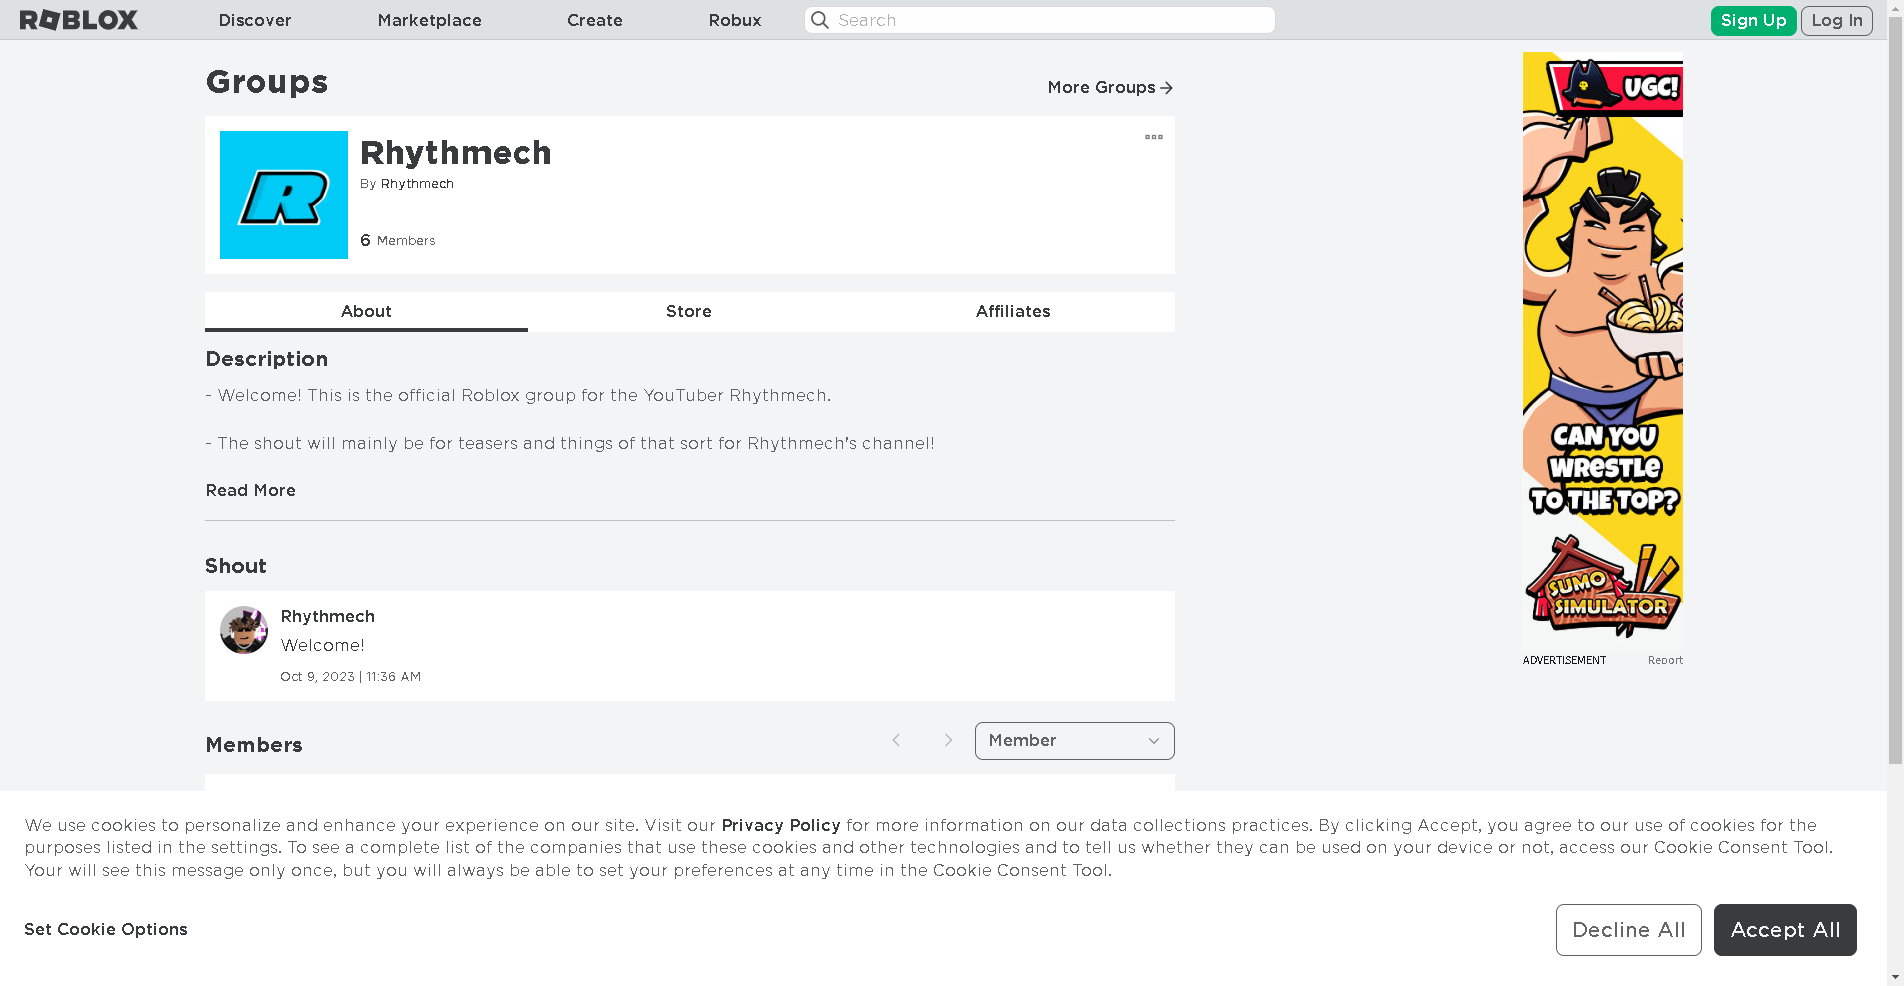 ROBLOX Discover Marketplace Create Robux Search Sign Up Log In
Groups
More Groups
R
Rhythmech
By Rhythmech
6 Members
About Store Affiliates
Description
- Welcome! This is the official Roblox group for the YouTuber Rhythmech.
- The shout will mainly be for teasers and things of that sort for Rhythmech's channel!
Read More
Shout
Rhythmech
Welcome!
Oct 9, 2023 | 11:36 AM
Members
Member
UGC!
CAN YOU
WRESTLE
TO THE TOP?
SUMO
SIMULATOR
ADVERTISEMENT Report
We use cookies to personalize and enhance your experience on our site. Visit our Privacy Policy for more information on our data collections practices. By clicking Accept, you agree to our use of cookies for the
purposes listed in the settings. To see a complete list of the companies that use these cookies and other technologies and to tell us whether they can be used on your device or not, access our Cookie Consent Tool.
Your will see this message only once, but you will always be able to set your preferences at any time in the Cookie Consent Tool.
Set Cookie Options
Decline All
Accept All